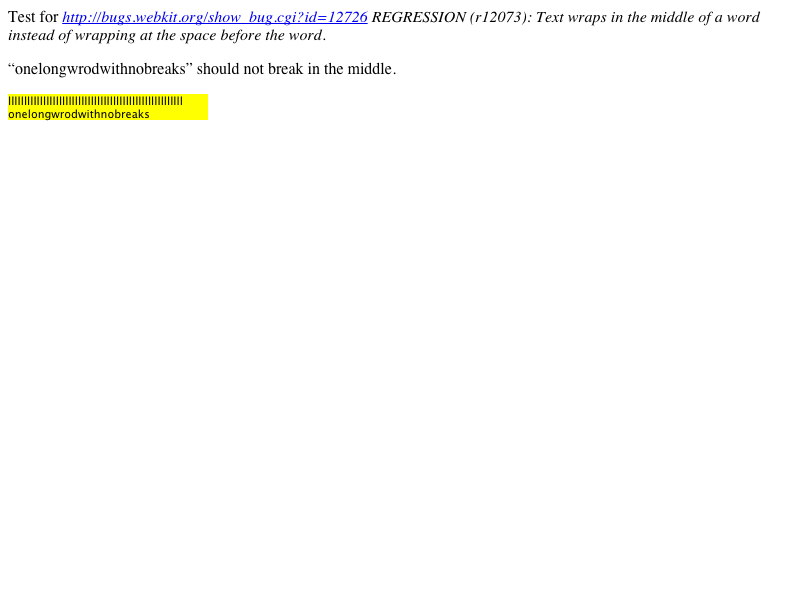 Test for http://bugs.webkit.org/show_bug.cgi?id=12726 REGRESSION (r12073): Text wraps in the middle of a word
instead of wrapping at the space before the word.
“onelongwrodwithnobreaks” should not break in the middle.
lllllllllllllllllllllllllllllllllllllllllllllllllllllll
onelongwrodwithnobreaks